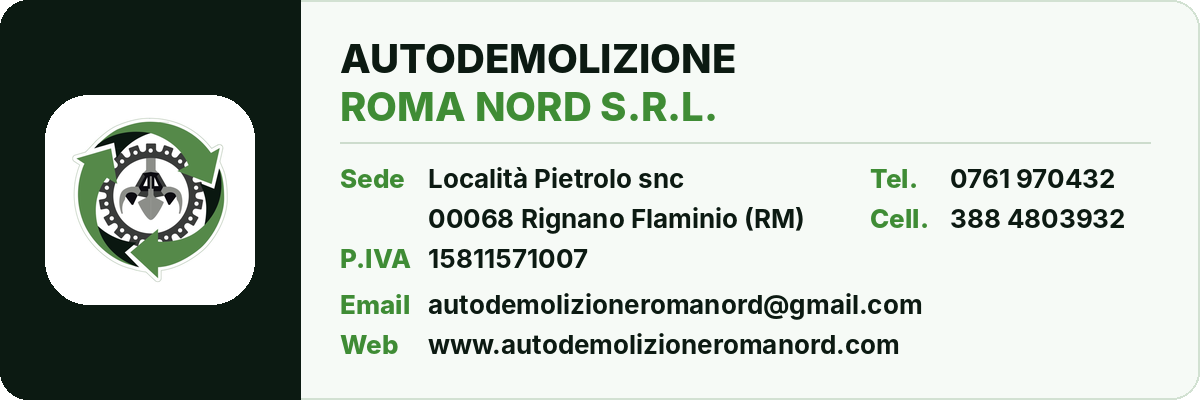 AUTODEMOLIZIONE
ROMA NORD S.R.L.
Sede Località Pietrolo snc
00068 Rignano Flaminio (RM)
P.IVA 15811571007
Tel. 0761 970432
Cell. 388 4803932
Email autodemolizioneromanord@gmail.com
Web www.autodemolizioneromanord.com